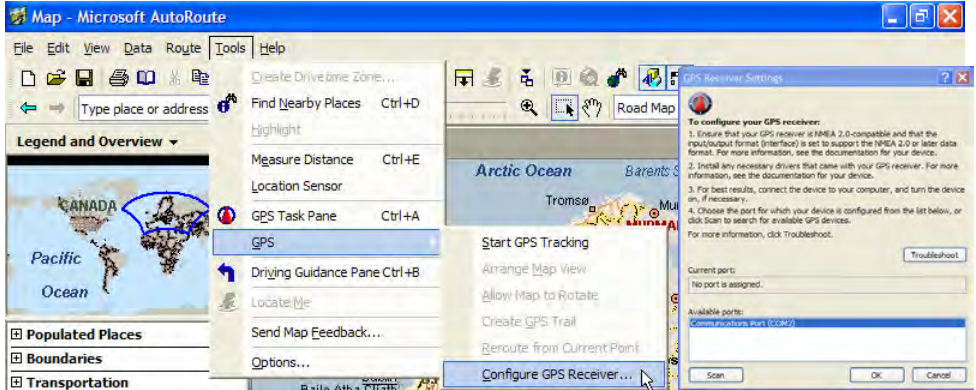 Map - Microsoft AutoRoute
File Edit View Data Route Tools Help
Type place or address
Road Map
Legend and Overview
CANADA
Pacific
Ocean
Populated Places
Boundaries
Transportation
Create Drivetime Zone...
Find Nearby Places Ctrl+D
Highlight
Measure Distance Ctrl+E
Location Sensor
GPS Task Pane Ctrl+A
GPS
Driving Guidance Pane Ctrl+B
Locate Me
Send Map Feedback...
Options...
Arctic Ocean
Barents S
Tromsø
Mur
MURMA
Start GPS Tracking
Arrange Map View
Allow Map to Rotate
Create GPS Trail
Reroute from Current Point
Configure GPS Receiver...
Dublin
Baile Atha Cliath
GPS Receiver Settings
To configure your GPS receiver:
1. Ensure that your GPS receiver is NMEA 2.0-compatible and that the
input/output format (interface) is set to support the NMEA 2.0 or later data
format. For more information, see the documentation for your device.
2. Install any necessary drivers that came with your GPS receiver. For more
information, see the documentation for your device.
3. For best results, connect the device to your computer, and turn the device
on, if necessary.
4. Choose the port for which your device is configured from the list below, or
click Scan to search for available GPS devices.
For more information, click Troubleshoot.
Troubleshoot
Current port:
No port is assigned.
Available ports:
Communications Port (COM2)
Scan OK Cancel